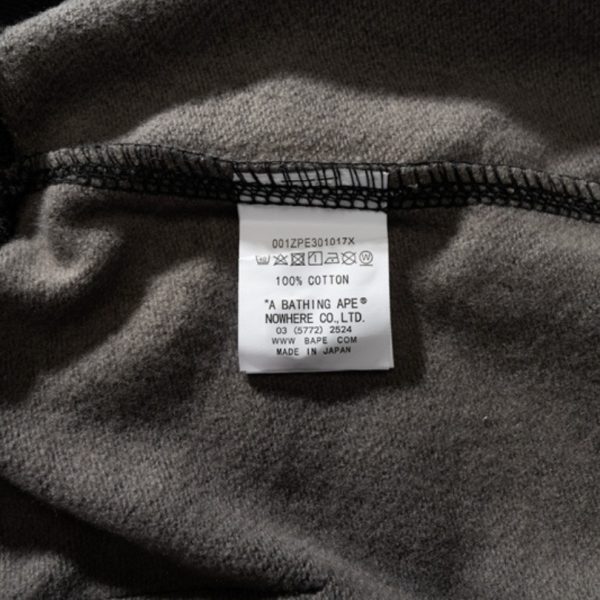 001ZPE301017X
100% COTTON
"A BATHING APE®
NOWHERE CO., LTD.
03 (5772) 2524
WWW BAPE COM
MADE IN JAPAN